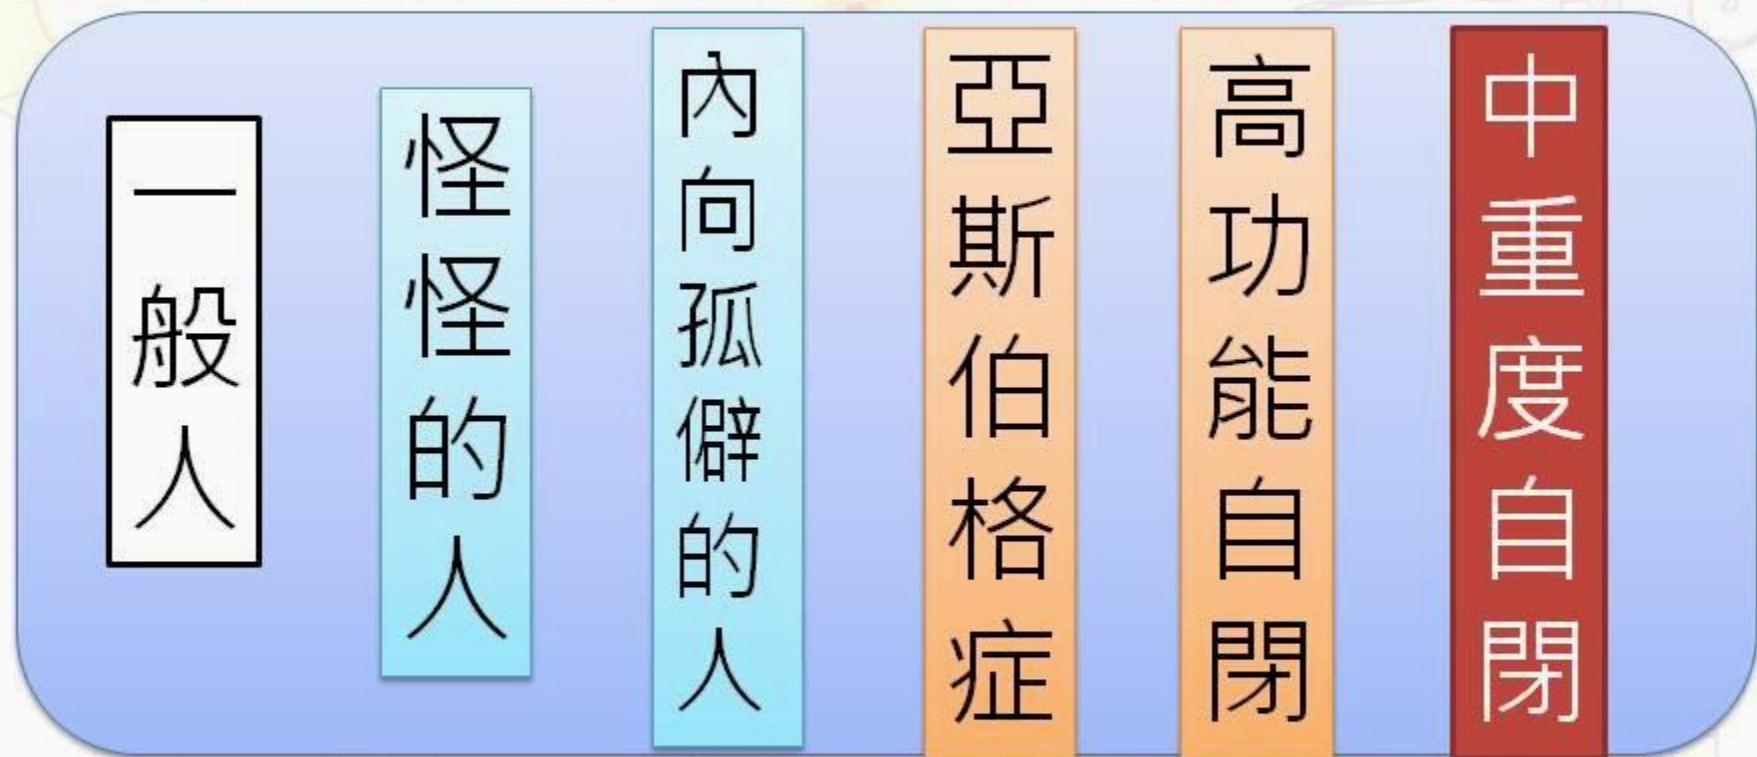 一般人
怪怪的人
內向孤僻的人
亞斯伯格症
高功能自閉
中重度自閉